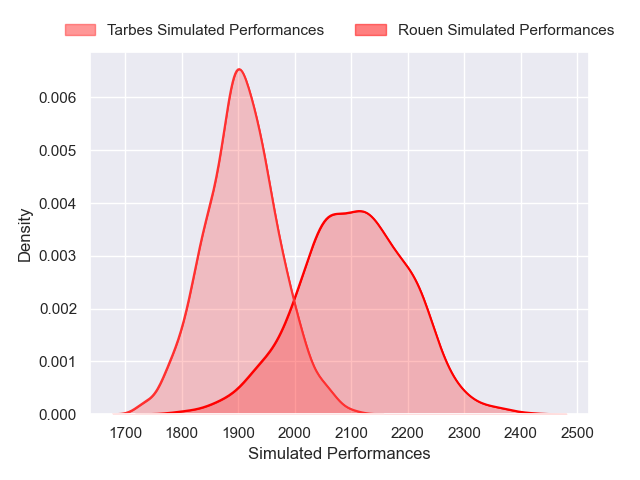 Tarbes Simulated Performances Rouen Simulated Performances
0.006
0.005
0.004
0.003
0.002
0.001
0.000
Density
1700 1800 1900 2000 2100 2200 2300 2400 2500
Simulated Performances